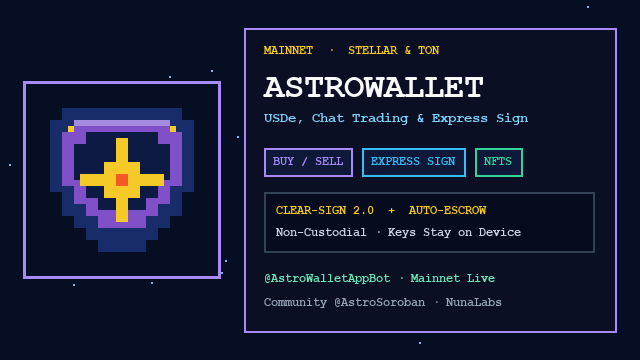 MAINNET · STELLAR & TON
ASTROWALLET
USDe, Chat Trading & Express Sign
BUY / SELL EXPRESS SIGN NFTS
CLEAR-SIGN 2.0 + AUTO-ESCROW
Non-Custodial · Keys Stay on Device
@AstroWalletAppBot · Mainnet Live
Community @AstroSoroban · NunaLabs